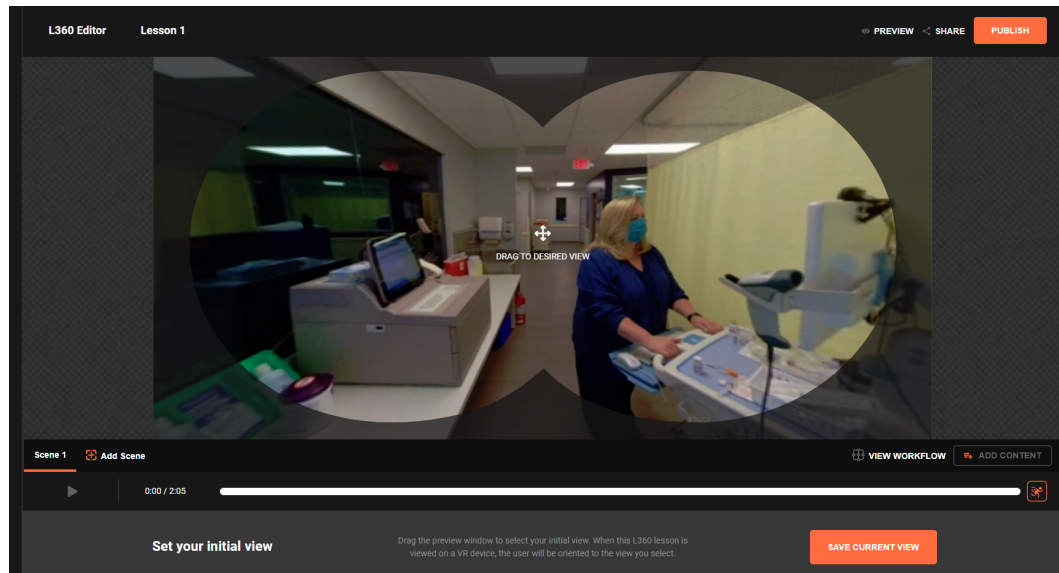 L360 Editor
Lesson 1
PREVIEW
SHARE
PUBLISH
DRAG TO DESIRED VIEW
Scene 1
Add Scene
VIEW WORKFLOW
ADD CONTENT
0:00 / 2:05
Set your initial view
Drag the preview window to select your initial view. When this L360 lesson is
viewed on a VR device, the user will be oriented to the view you select.
SAVE CURRENT VIEW